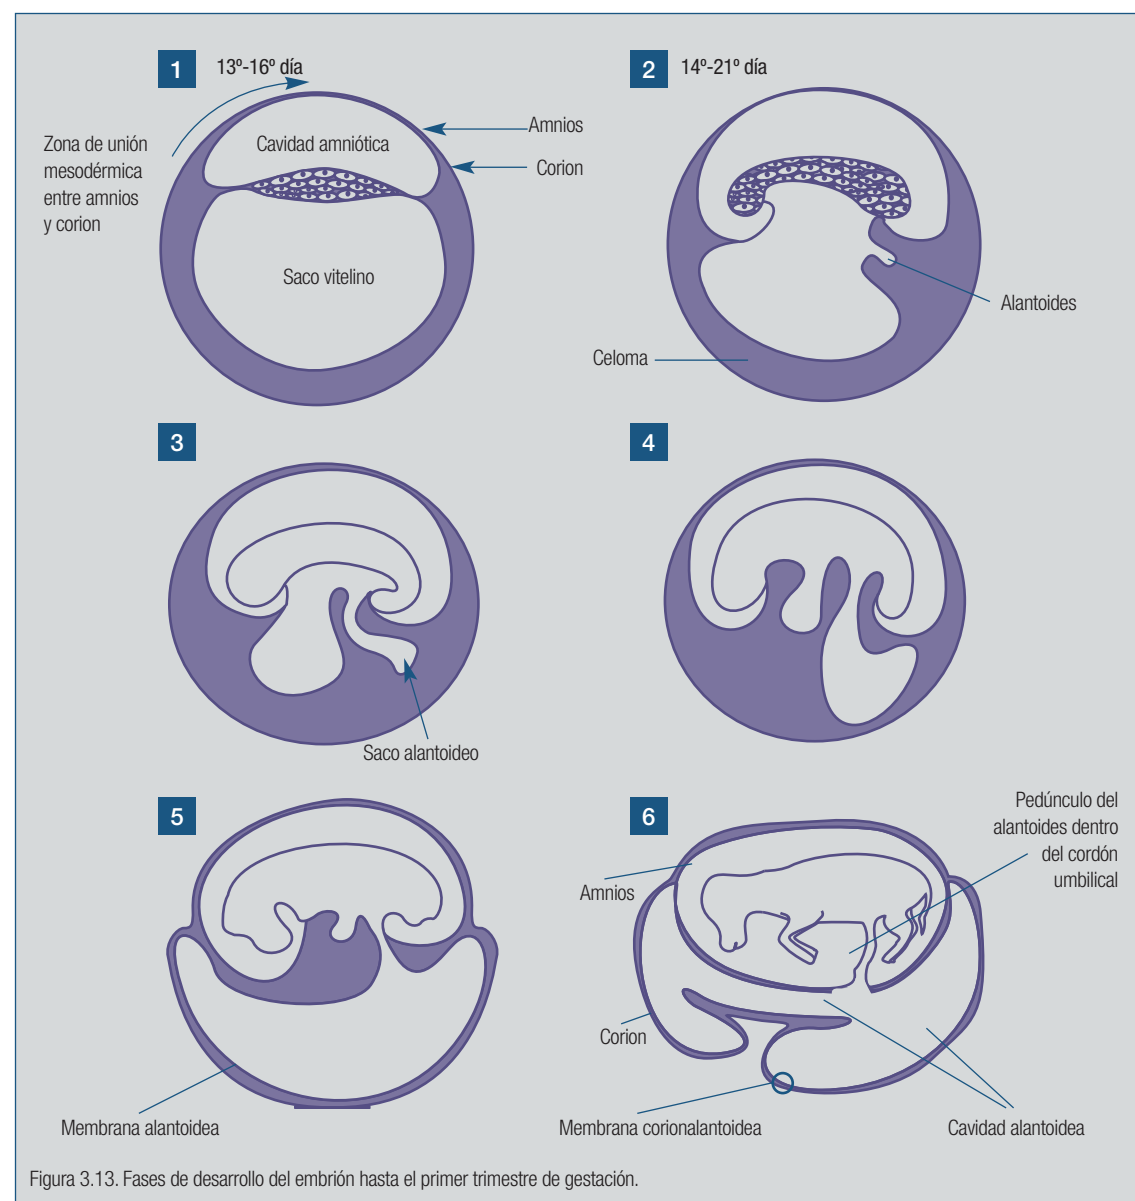 1
13º-16º día
Zona de unión
mesodérmica
entre amnios
y corion
Cavidad amniótica
Amnios
Corion
Saco vitelino
2
14º-21º día
Alantoides
Celoma
3
Saco alantoideo
4
5
Membrana alantoidea
6
Pedúnculo del
alantoides dentro
del cordón
umbilical
Amnios
Corion
Membrana corionalantoidea
Cavidad alantoidea
Figura 3.13. Fases de desarrollo del embrión hasta el primer trimestre de gestación.